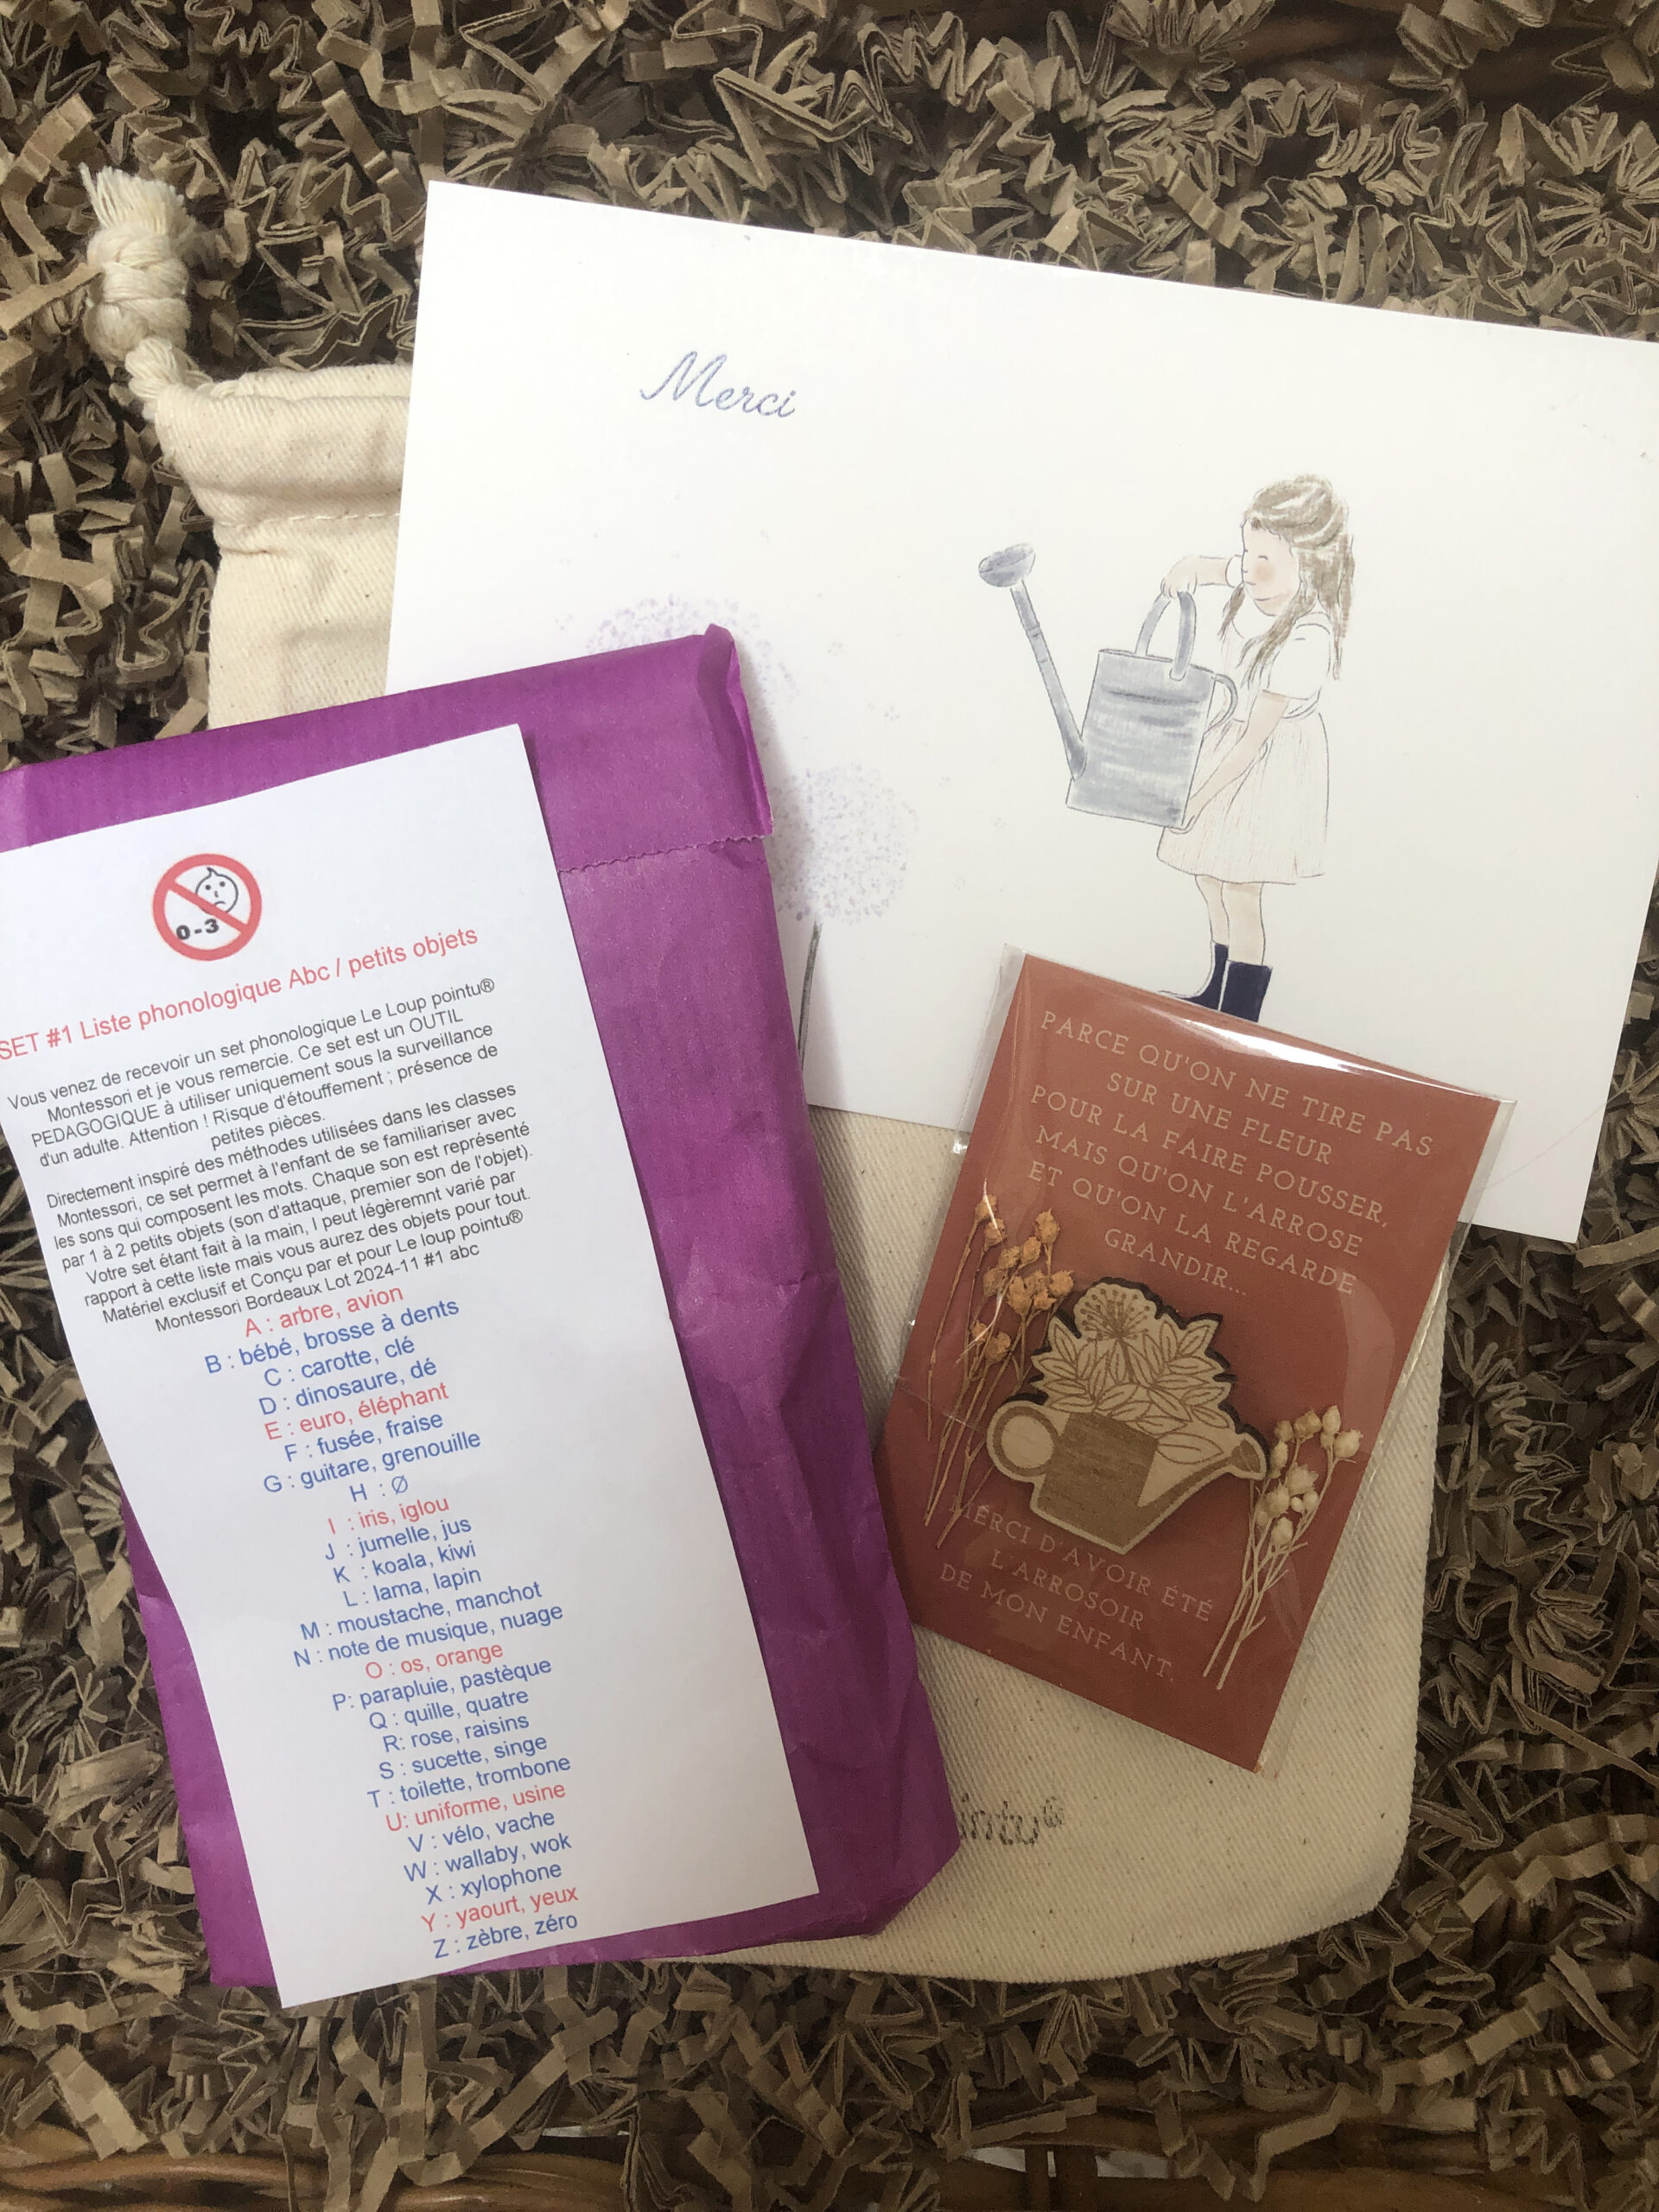 Merci
0-3
SET #1 Liste phonologique Abc / petits objets
Vous venez de recevoir un set phonologique Le Loup pointu®
Montessori et je vous remercie. Ce set est un OUTIL
PEDAGOGIQUE à utiliser uniquement sous la surveillance
d'un adulte. Attention ! Risque d'étouffement ; présence de
petites pièces.
Directement inspiré des méthodes utilisées dans les classes
Montessori, ce set permet à l'enfant de se familiariser avec
les sons qui composent les mots. Chaque son est représenté
par 1 à 2 petits objets (son d'attaque, premier son de l'objet).
Votre set étant fait à la main, l peut légèremnt varié par
rapport à cette liste mais vous aurez des objets pour tout.
Matériel exclusif et Conçu par et pour Le loup pointu®
Montessori Bordeaux Lot 2024-11 #1 abc
A : arbre, avion
B : bébé, brosse à dents
C : carotte, clé
D : dinosaure, dé
E : euro, éléphant
F : fusée, fraise
G : guitare, grenouille
H : Ø
I : iris, iglou
J : jumelle, jus
K : koala, kiwi
L : lama, lapin
M : moustache, manchot
N : note de musique, nuage
O : os, orange
P: parapluie, pastèque
Q : quille, quatre
R: rose, raisins
S : sucette, singe
T : toilette, trombone
U: uniforme, usine
V : vélo, vache
W : wallaby, wok
X : xylophone
Y : yaourt, yeux
Z : zèbre, zéro
PARCE QU'ON NE TIRE PAS
SUR UNE FLEUR
POUR LA FAIRE POUSSER,
MAIS QU'ON L'ARROSE
ET QU'ON LA REGARDE
GRANDIR...
MERCI D'AVOIR ÉTÉ
L'ARROSOIR
DE MON ENFANT.
intu®